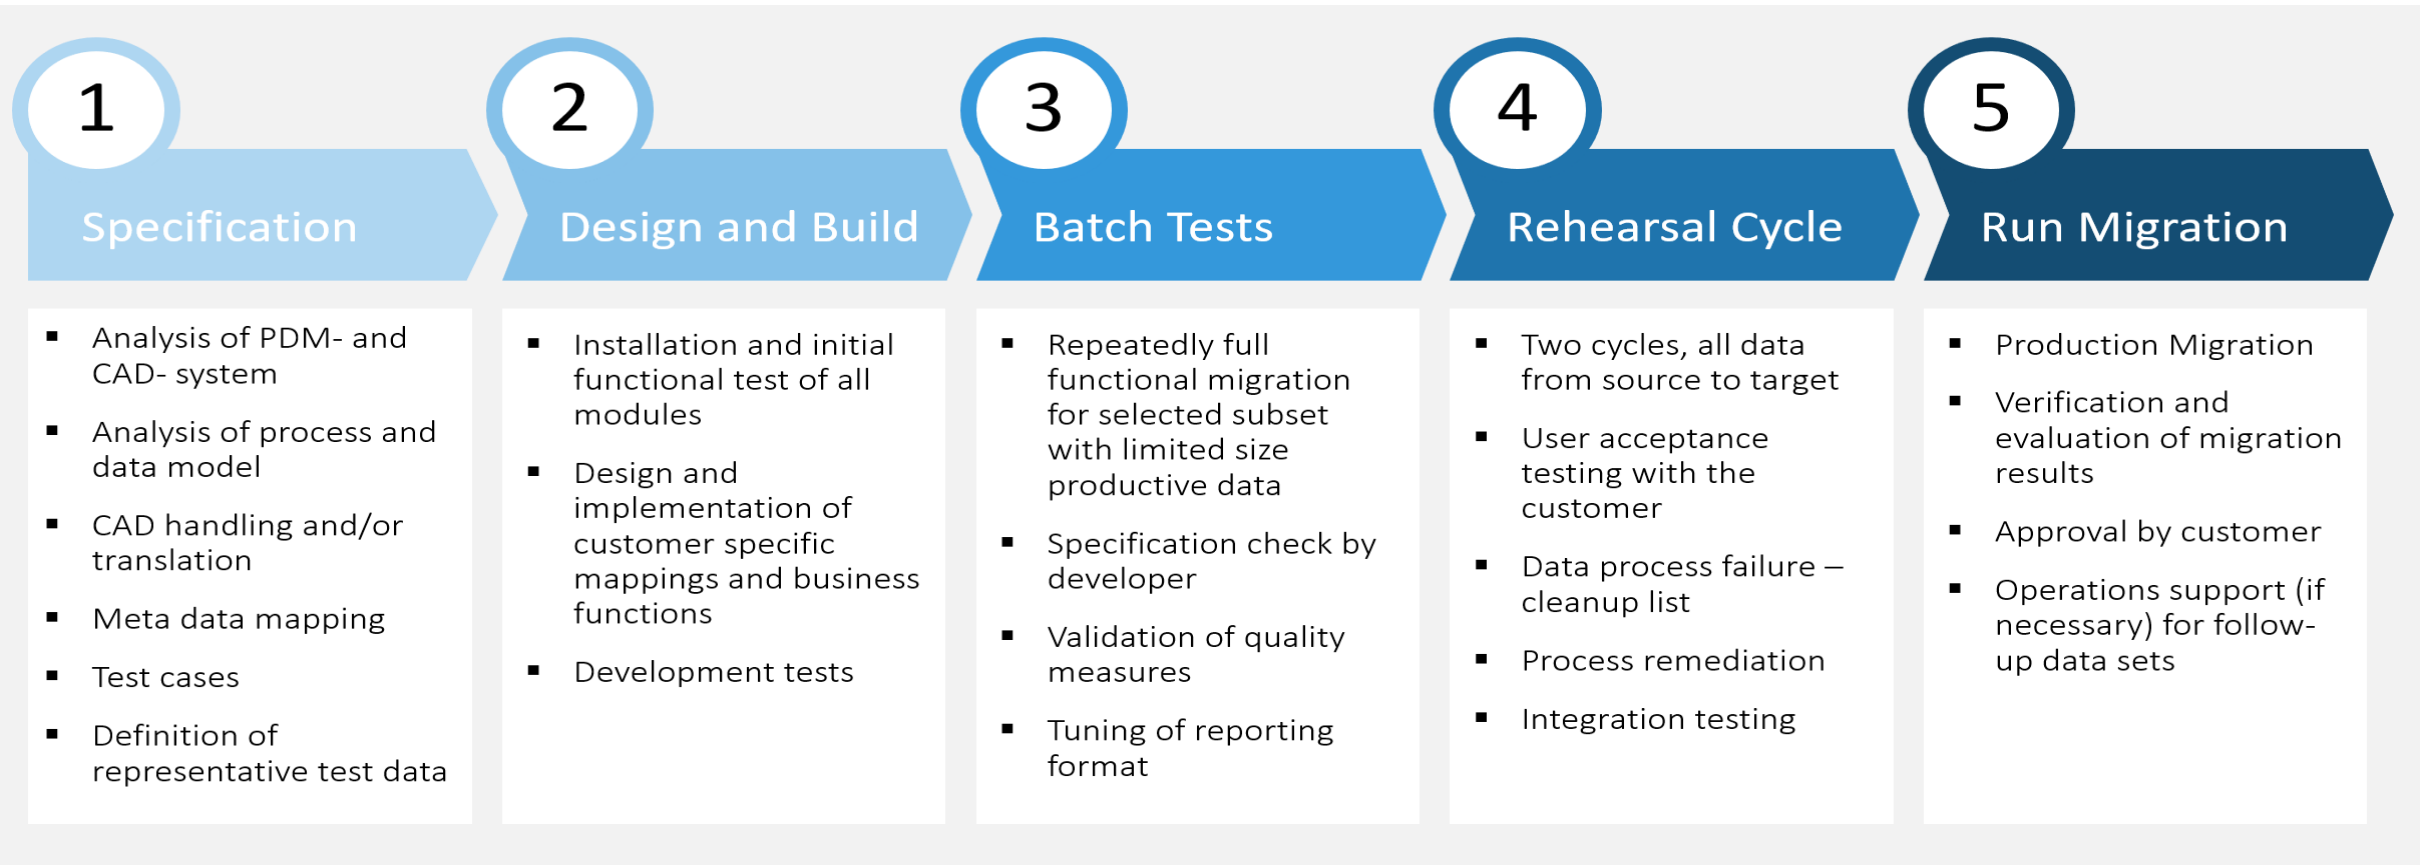 1
Specification
▪ Analysis of PDM- and
CAD- system
▪ Analysis of process and
data model
▪ CAD handling and/or
translation
▪ Meta data mapping
▪ Test cases
▪ Definition of
representative test data
2
Design and Build
▪ Installation and initial
functional test of all
modules
▪ Design and
implementation of
customer specific
mappings and business
functions
▪ Development tests
3
Batch Tests
▪ Repeatedly full
functional migration
for selected subset
with limited size
productive data
▪ Specification check by
developer
▪ Validation of quality
measures
▪ Tuning of reporting
format
4
Rehearsal Cycle
▪ Two cycles, all data
from source to target
▪ User acceptance
testing with the
customer
▪ Data process failure –
cleanup list
▪ Process remediation
▪ Integration testing
5
Run Migration
▪ Production Migration
▪ Verification and
evaluation of migration
results
▪ Approval by customer
▪ Operations support (if
necessary) for follow-
up data sets